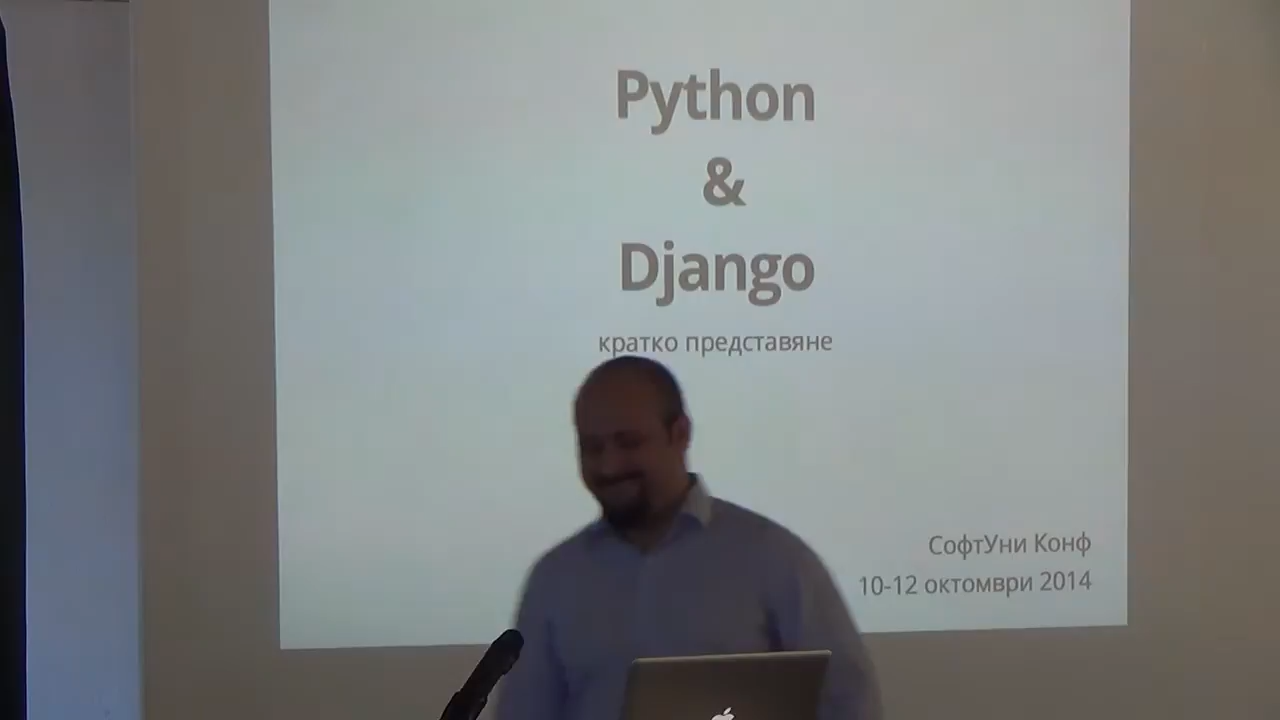 Python
&
Django
кратко представяне
СофтУни Конф
10-12 октомври 2014